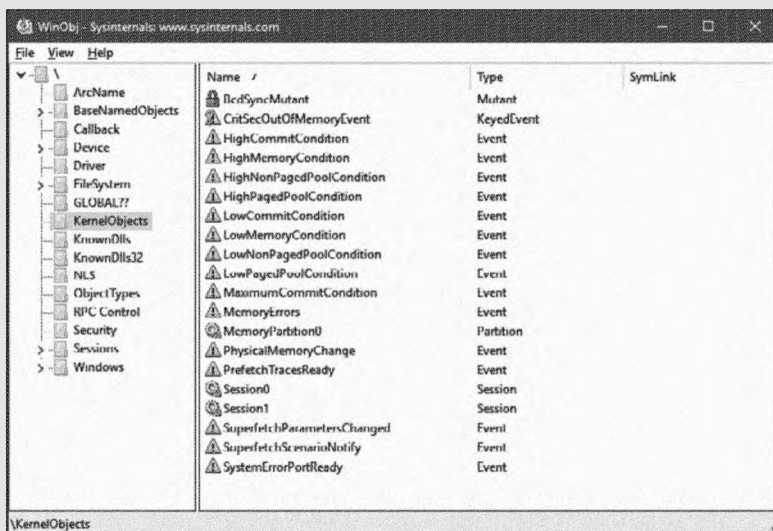 WinObj - Sysinternals: www.sysinternals.com
File View Help
\
ArcName
BaseNamedObjects
Callback
Device
Driver
FileSystem
GLOBAL??
KernelObjects
KnownDlls
KnownDlls32
NLS
ObjectTypes
RPC Control
Security
Sessions
Windows
Name Type SymLink
BcdSyncMutant Mutant
CritSecOutOfMemoryEvent KeyedEvent
HighCommitCondition Event
HighMemoryCondition Event
HighNonPagedPoolCondition Event
HighPagedPoolCondition Event
LowCommitCondition Event
LowMemoryCondition Event
LowNonPagedPoolCondition Event
LowPagedPoolCondition Event
MaximumCommitCondition Event
MemoryErrors Event
MemoryPartition0 Partition
PhysicalMemoryChange Event
PrefetchTracesReady Event
Session0 Session
Session1 Session
SuperfetchParametersChanged Event
SuperfetchScenarioNotify Event
SystemErrorPortReady Event
\KernelObjects